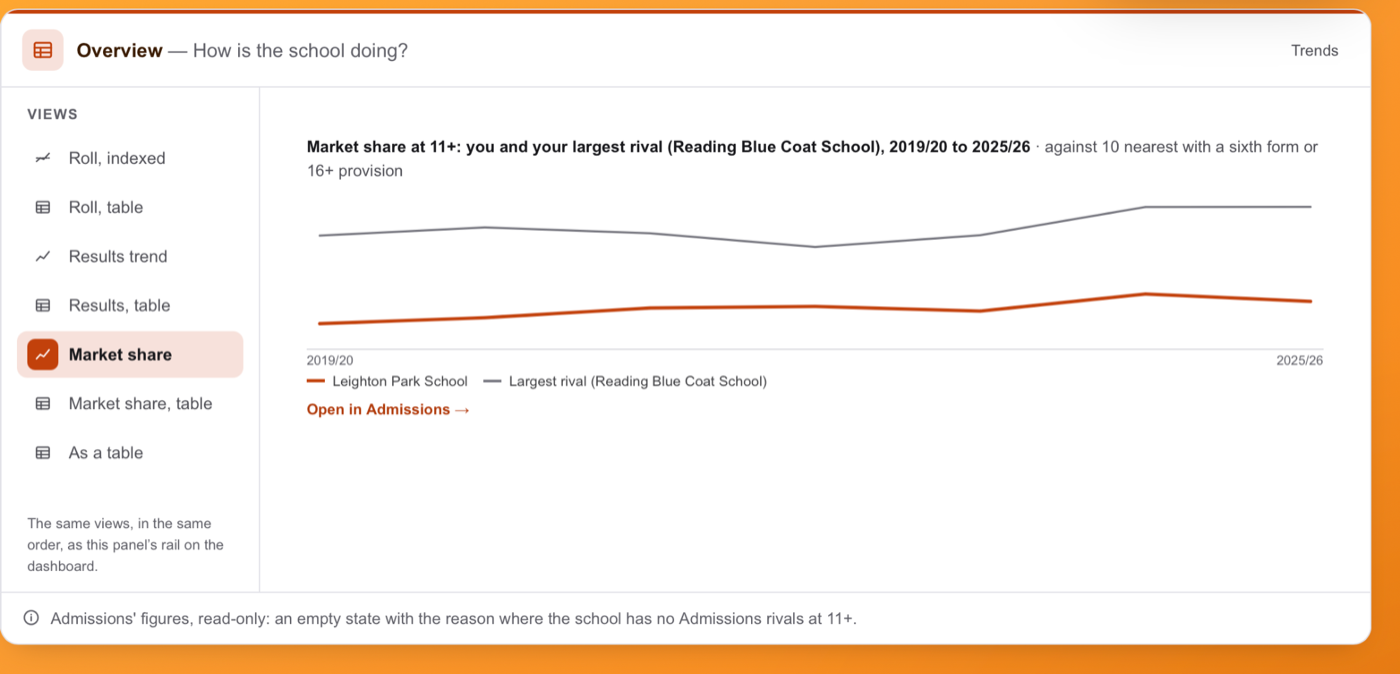 Overview — How is the school doing?
Trends
VIEWS
Roll, indexed
Roll, table
Results trend
Results, table
Market share
Market share, table
As a table
The same views, in the same
order, as this panel's rail on the
dashboard.
Market share at 11+: you and your largest rival (Reading Blue Coat School), 2019/20 to 2025/26 · against 10 nearest with a sixth form or
16+ provision
2019/20
2025/26
Leighton Park School
Largest rival (Reading Blue Coat School)
Open in Admissions →
Admissions' figures, read-only: an empty state with the reason where the school has no Admissions rivals at 11+.